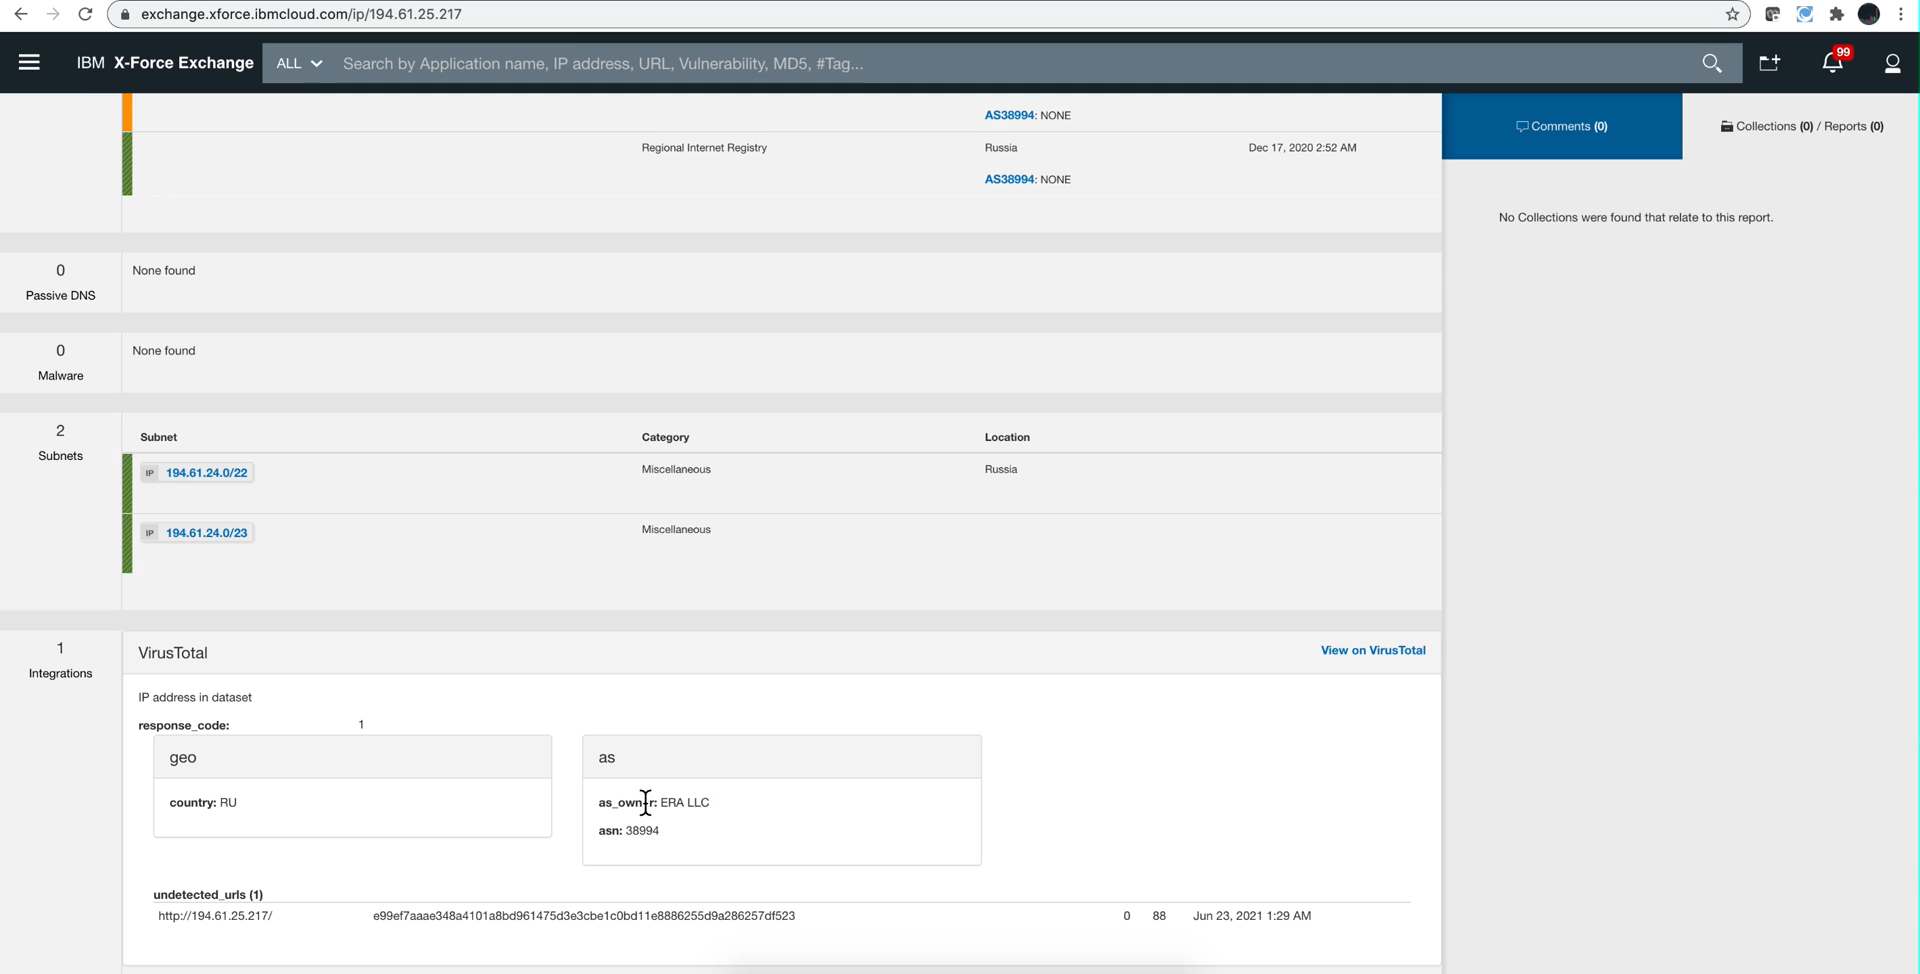 exchange.xforce.ibmcloud.com/ip/194.61.25.217
IBM X-Force Exchange ALL Search by Application name, IP address, URL, Vulnerability, MD5, #Tag... 99
AS38994: NONE
Regional Internet Registry Russia Dec 17, 2020 2:52 AM
AS38994: NONE
Comments (0) Collections (0) / Reports (0)
No Collections were found that relate to this report.
0 None found
Passive DNS
0 None found
Malware
2
Subnets
Subnet Category Location
IP 194.61.24.0/22 Miscellaneous Russia
IP 194.61.24.0/23 Miscellaneous
1
Integrations
VirusTotal View on VirusTotal
IP address in dataset
response_code: 1
geo as
country: RU as_owner: ERA LLC
asn: 38994
undetected_urls (1)
http://194.61.25.217/ e99ef7aaae348a4101a8bd961475d3e3cbe1c0bd11e8886255d9a286257df523 0 88 Jun 23, 2021 1:29 AM